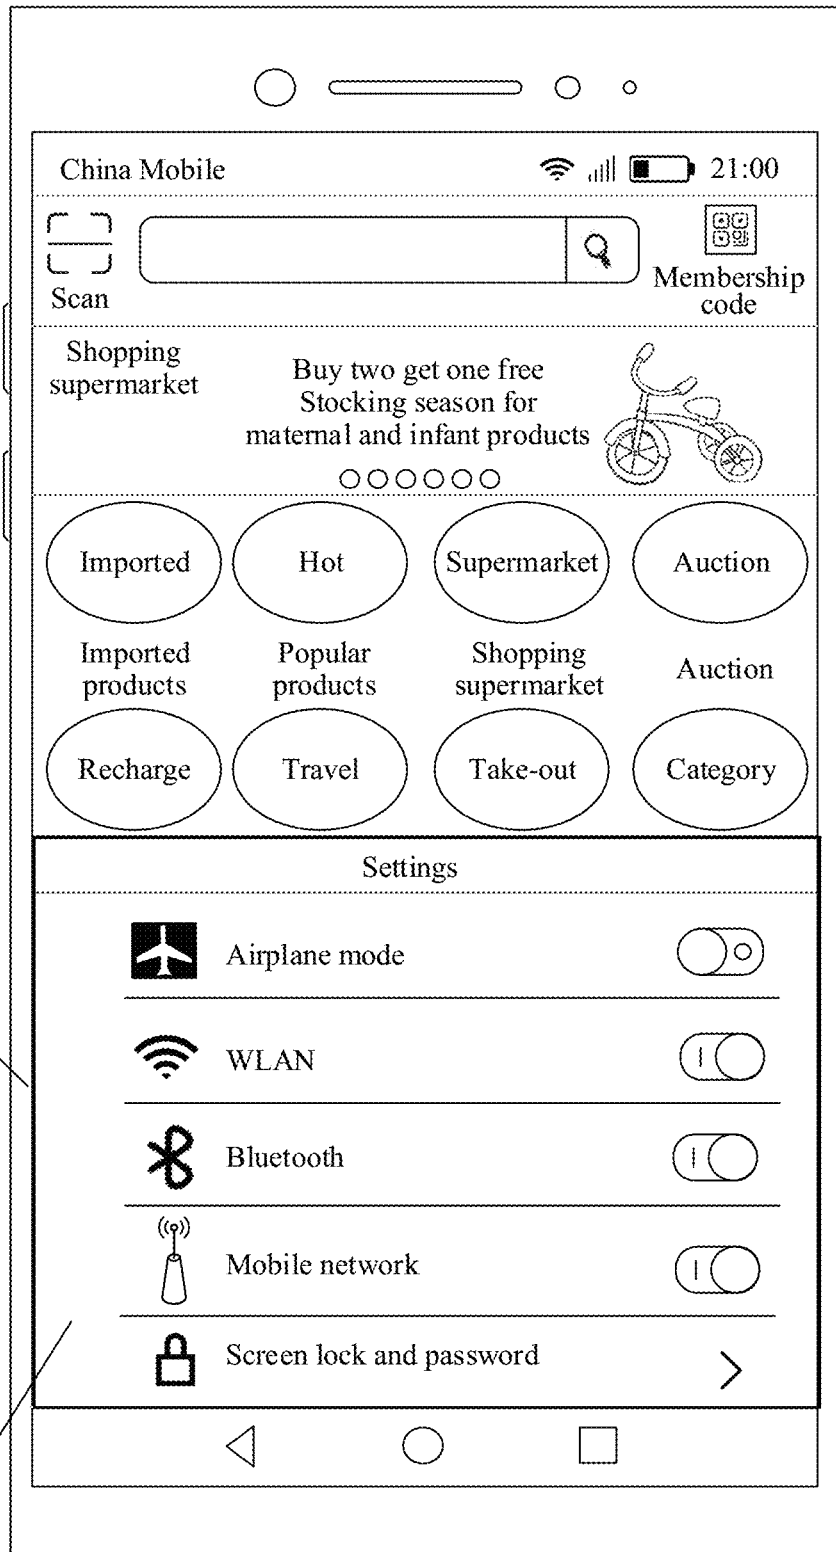 China Mobile 21:00
Scan
Membership
code
Shopping
supermarket
Buy two get one free
Stocking season for
maternal and infant products
Imported Hot Supermarket Auction
Imported
products
Popular
products
Shopping
supermarket
Auction
Recharge Travel Take-out Category
Settings
Airplane mode
WLAN
Bluetooth
Mobile network
Screen lock and password